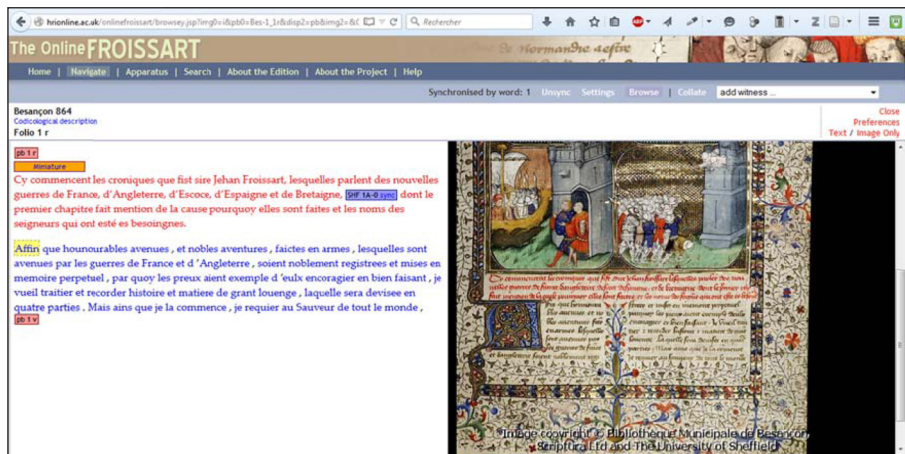 hrionline.ac.uk/onlinefroissart/browsey.jsp?img0=i&pb0=Bes-1_1r&disp2=pb&img2=&lC
Rechercher
The Online FROISSART
Home | Navigate | Apparatus | Search | About the Edition | About the Project | Help
Synchronised by word: 1 Unsync Settings Browse | Collate add witness ...
Besançon 864
Codicological description
Folio 1 r
Close
Preferences
Text / Image Only
pb 1 r
Miniature
Cy commencent les croniques que fist sire Jehan Froissart, lesquelles parlent des nouvelles
guerres de France, d'Angleterre, d'Escoce, d'Espaigne et de Bretaigne, SHF 1A-0 sync dont le
premier chapitre fait mention de la cause pourquoy elles sont faites et les noms des
seigneurs qui ont esté es besoingnes.
Affin que hounourables avenues , et nobles aventures , faictes en armes , lesquelles sont
avenues par les guerres de France et d 'Angleterre , soient noblement registrees et mises en
memoire perpetuel , par quoy les preux aient exemple d 'eulx encoragier en bien faisant , je
vueil traitier et recorder histoire et matiere de grant louenge , laquelle sera devisee en
quatre parties . Mais ains que je la commence , je requier au Sauveur de tout le monde ,
pb 1 v
Image copyright © Bibliothèque Municipale de Besançon,
Scriptura Ltd and The University of Sheffield